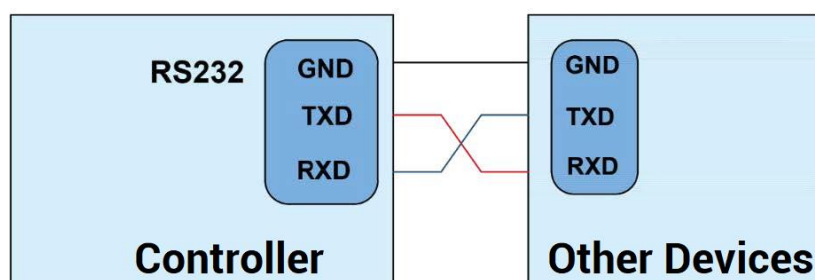 RS232
GND
TXD
RXD
Controller
GND
TXD
RXD
Other Devices